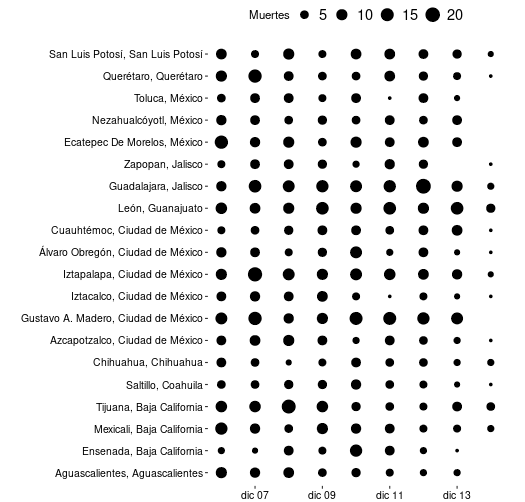 Muertes 5 10 15 20
San Luis Potosí, San Luis Potosí
Querétaro, Querétaro
Toluca, México
Nezahualcóyotl, México
Ecatepec De Morelos, México
Zapopan, Jalisco
Guadalajara, Jalisco
León, Guanajuato
Cuauhtémoc, Ciudad de México
Álvaro Obregón, Ciudad de México
Iztapalapa, Ciudad de México
Iztacalco, Ciudad de México
Gustavo A. Madero, Ciudad de México
Azcapotzalco, Ciudad de México
Chihuahua, Chihuahua
Saltillo, Coahuila
Tijuana, Baja California
Mexicali, Baja California
Ensenada, Baja California
Aguascalientes, Aguascalientes
dic 07 dic 09 dic 11 dic 13